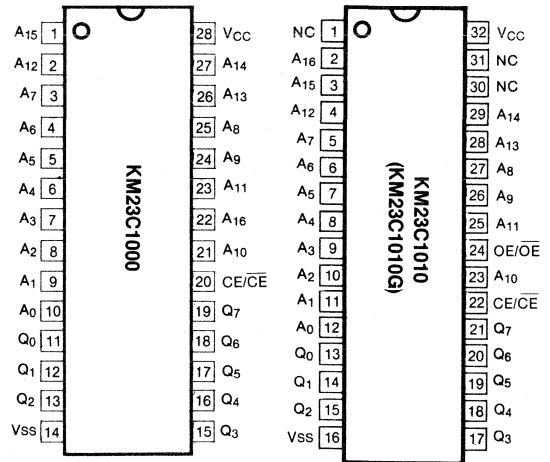 A15 1 28 VCC
A12 2 27 A14
A7 3 26 A13
A6 4 25 A8
A5 5 24 A9
A4 6 23 A11
A3 7 22 A16
A2 8 21 A10
A1 9 20 CE/C̅E̅
A0 10 19 Q7
Q0 11 18 Q6
Q1 12 17 Q5
Q2 13 16 Q4
VSS 14 15 Q3
KM23C1000
NC 1 32 VCC
A16 2 31 NC
A15 3 30 NC
A12 4 29 A14
A7 5 28 A13
A6 6 27 A8
A5 7 26 A9
A4 8 25 A11
A3 9 24 OE/O̅E̅
A2 10 23 A10
A1 11 22 CE/C̅E̅
A0 12 21 Q7
Q0 13 20 Q6
Q1 14 19 Q5
Q2 15 18 Q4
VSS 16 17 Q3
KM23C1010
(KM23C1010G)